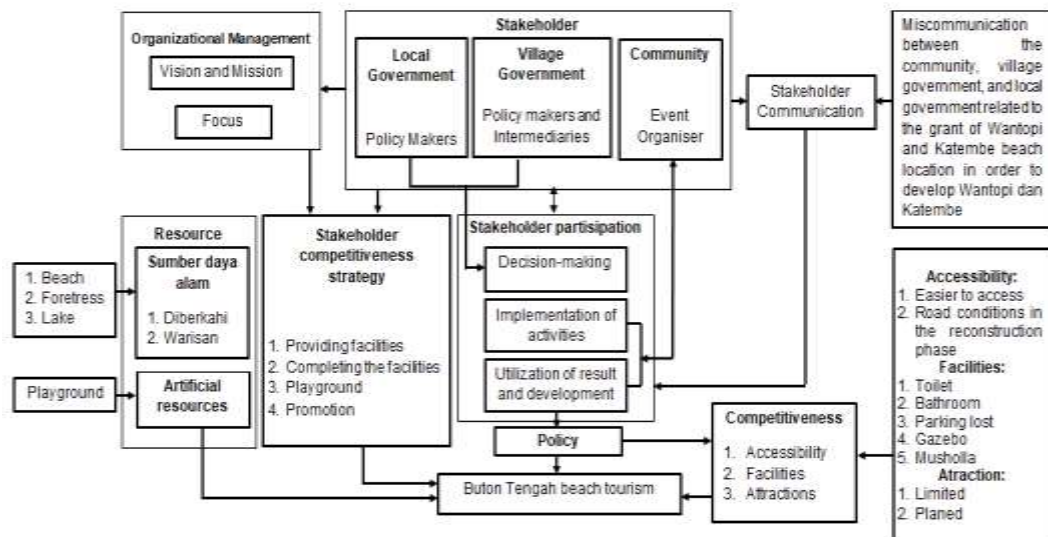 Organizational Management
Vision and Mission
Focus
Stakeholder
Local
Government
Policy Makers
Village
Government
Policy makers and
Intermediaries
Community
Event
Organiser
Stakeholder
Communication
Miscommunication
between the
community, village
government, and local
government related to
the grant of Wantopi
and Katembe beach
location in order to
develop Wantopi dan
Katembe
Resource
Sumber daya
alam
1. Diberkahi
2. Warisan
Artificial
resources
1. Beach
2. Foretress
3. Lake
Playground
Stakeholder
competitiveness
strategy
1. Providing facilities
2. Completing the facilities
3. Playground
4. Promotion
Stakeholder partisipation
Decision-making
Implementation of
activities
Utilization of result
and development
Policy
Buton Tengah beach tourism
Competitiveness
1. Accessibility
2. Facilities
3. Attractions
Accessibility:
1. Easier to access
2. Road conditions in
the reconstruction
phase
Facilities:
1. Toilet
2. Bathroom
3. Parking lost
4. Gazebo
5. Musholla
Atraction:
1. Limited
2. Planed